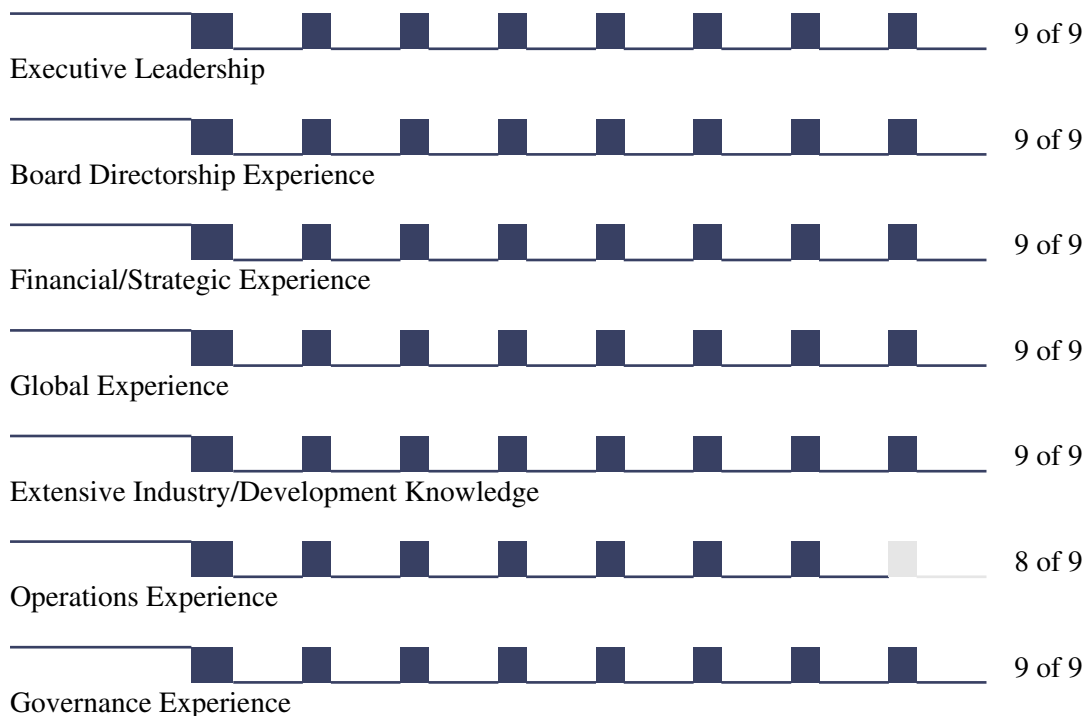 9 of 9
Executive Leadership
9 of 9
Board Directorship Experience
9 of 9
Financial/Strategic Experience
9 of 9
Global Experience
9 of 9
Extensive Industry/Development Knowledge
8 of 9
Operations Experience
9 of 9
Governance Experience